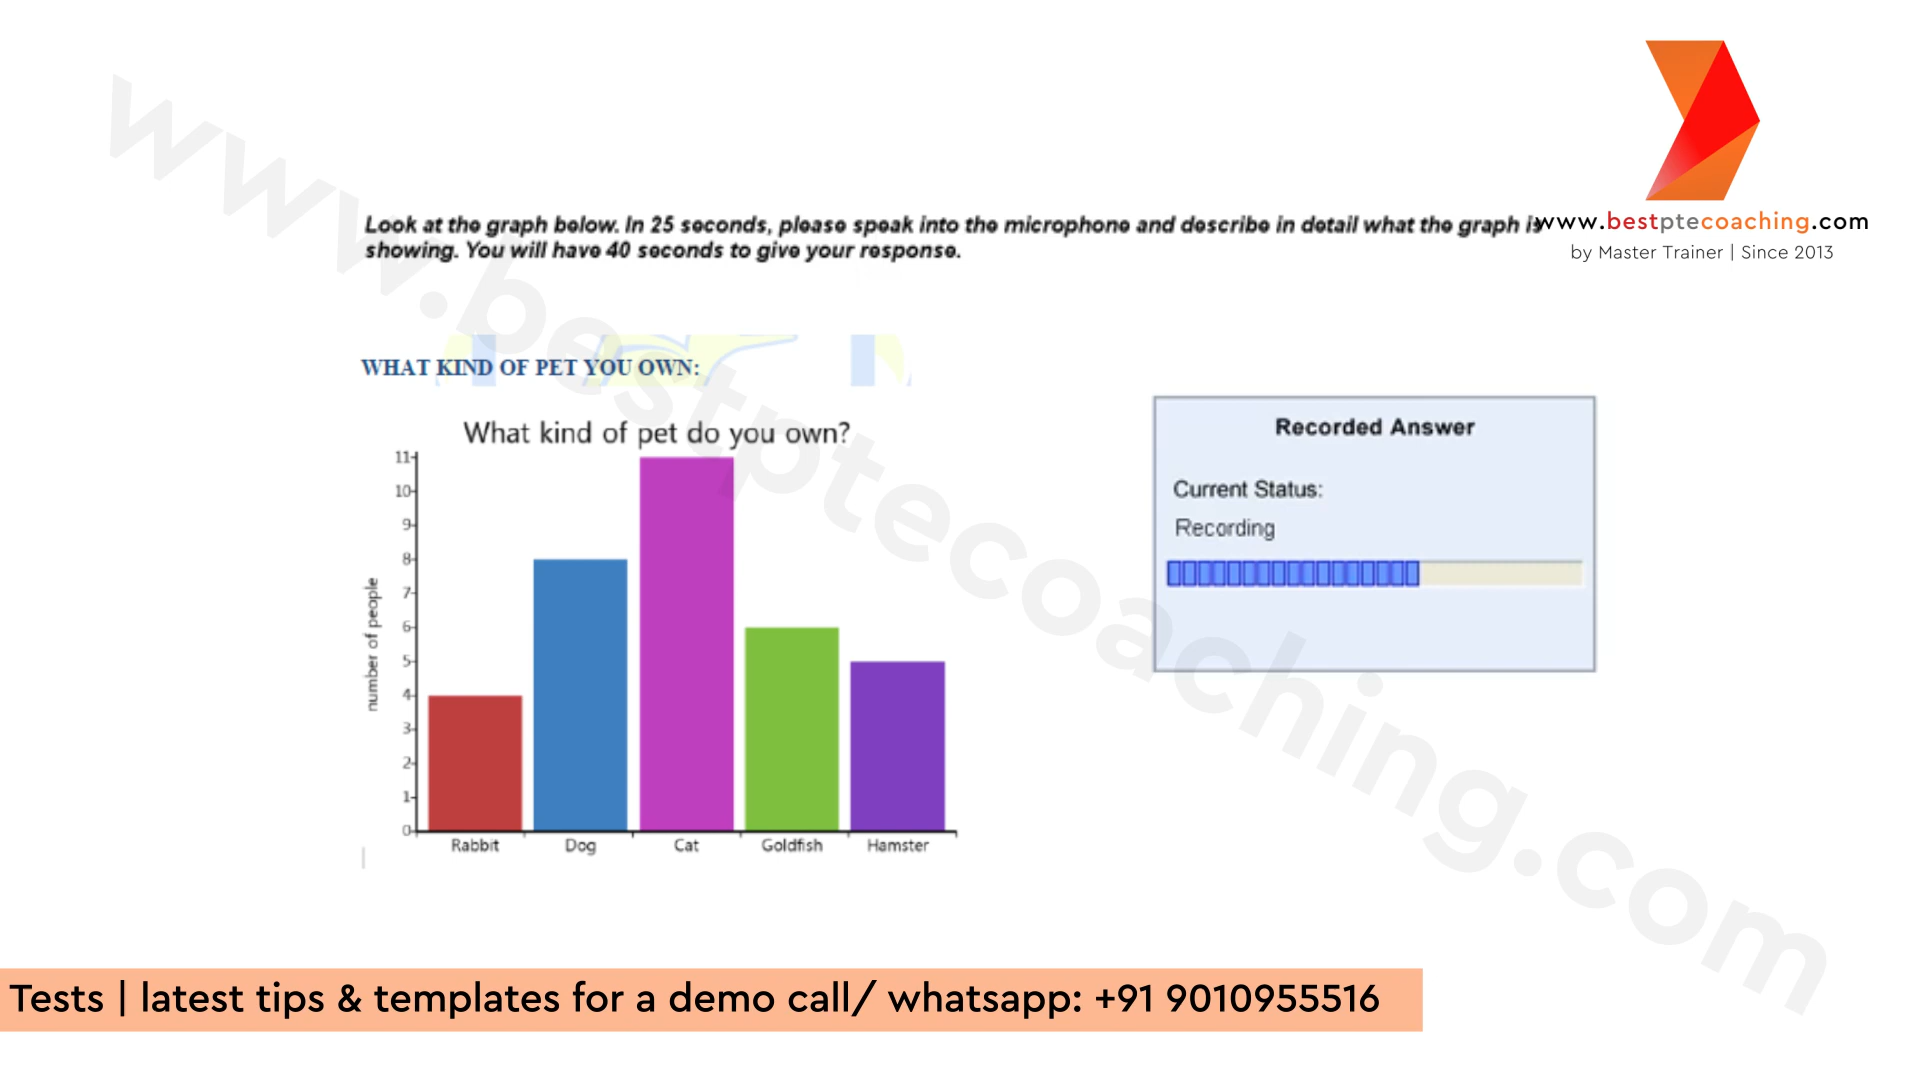 www.bestptecoaching.com
Look at the graph below. In 25 seconds, please speak into the microphone and describe in detail what the graph is
showing. You will have 40 seconds to give your response.
www.bestptecoaching.com
by Master Trainer | Since 2013
WHAT KIND OF PET YOU OWN:
What kind of pet do you own?
number of people
11
10
9
8
7
6
5
4
3
2
1
0
Rabbit Dog Cat Goldfish Hamster
Recorded Answer
Current Status:
Recording
Tests | latest tips & templates for a demo call/ whatsapp: +91 9010955516